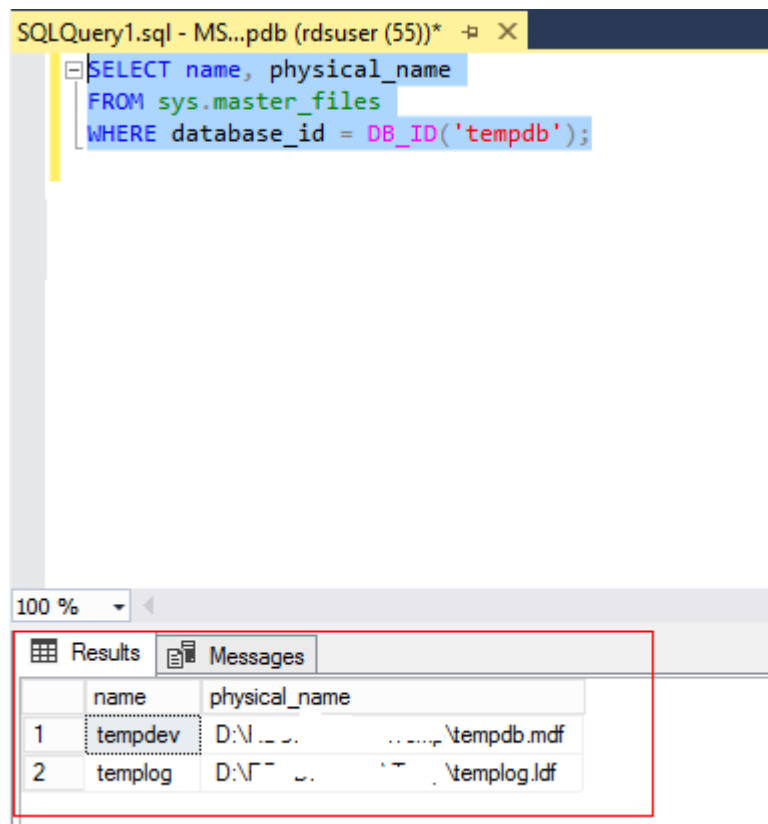 SQLQuery1.sql - MS...pdb (rdsuser (55))*
SELECT name, physical_name
FROM sys.master_files
WHERE database_id = DB_ID('tempdb');
100 %
Results Messages
name physical_name
1 tempdev D:\ \tempdb.mdf
2 templog D:\ \templog.ldf